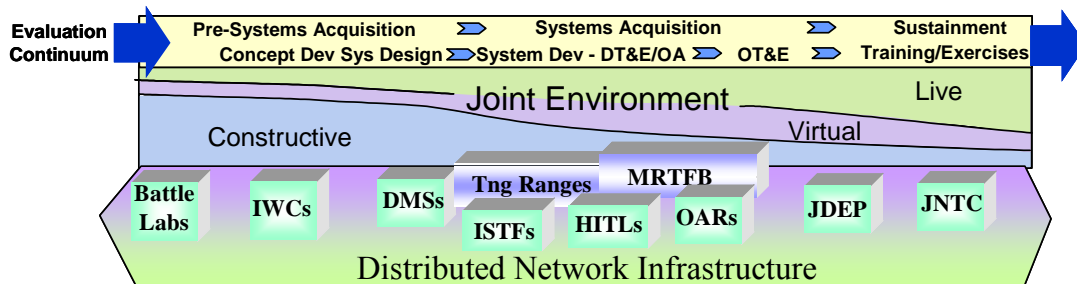 Evaluation
Continuum
Pre-Systems Acquisition Systems Acquisition Sustainment
Concept Dev Sys Design System Dev - DT&E/OA OT&E Training/Exercises
Joint Environment
Live
Virtual
Constructive
Battle
Labs
IWCs
DMSs
Tng Ranges
MRTFB
ISTFs
HITLs
OARs
JDEP
JNTC
Distributed Network Infrastructure